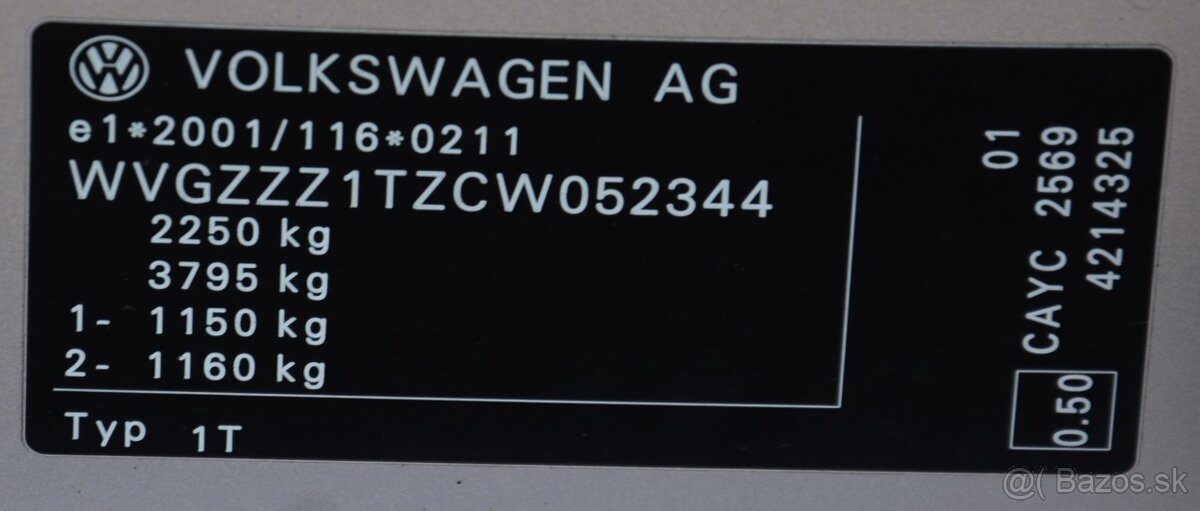 VOLKSWAGEN AG
e1*2001/116*0211
WVGZZZ1TZCW052344
2250 kg
3795 kg
1- 1150 kg
2- 1160 kg
Typ 1T
01
CAYC 2569
42143325
0.50
@( Bazos.sk